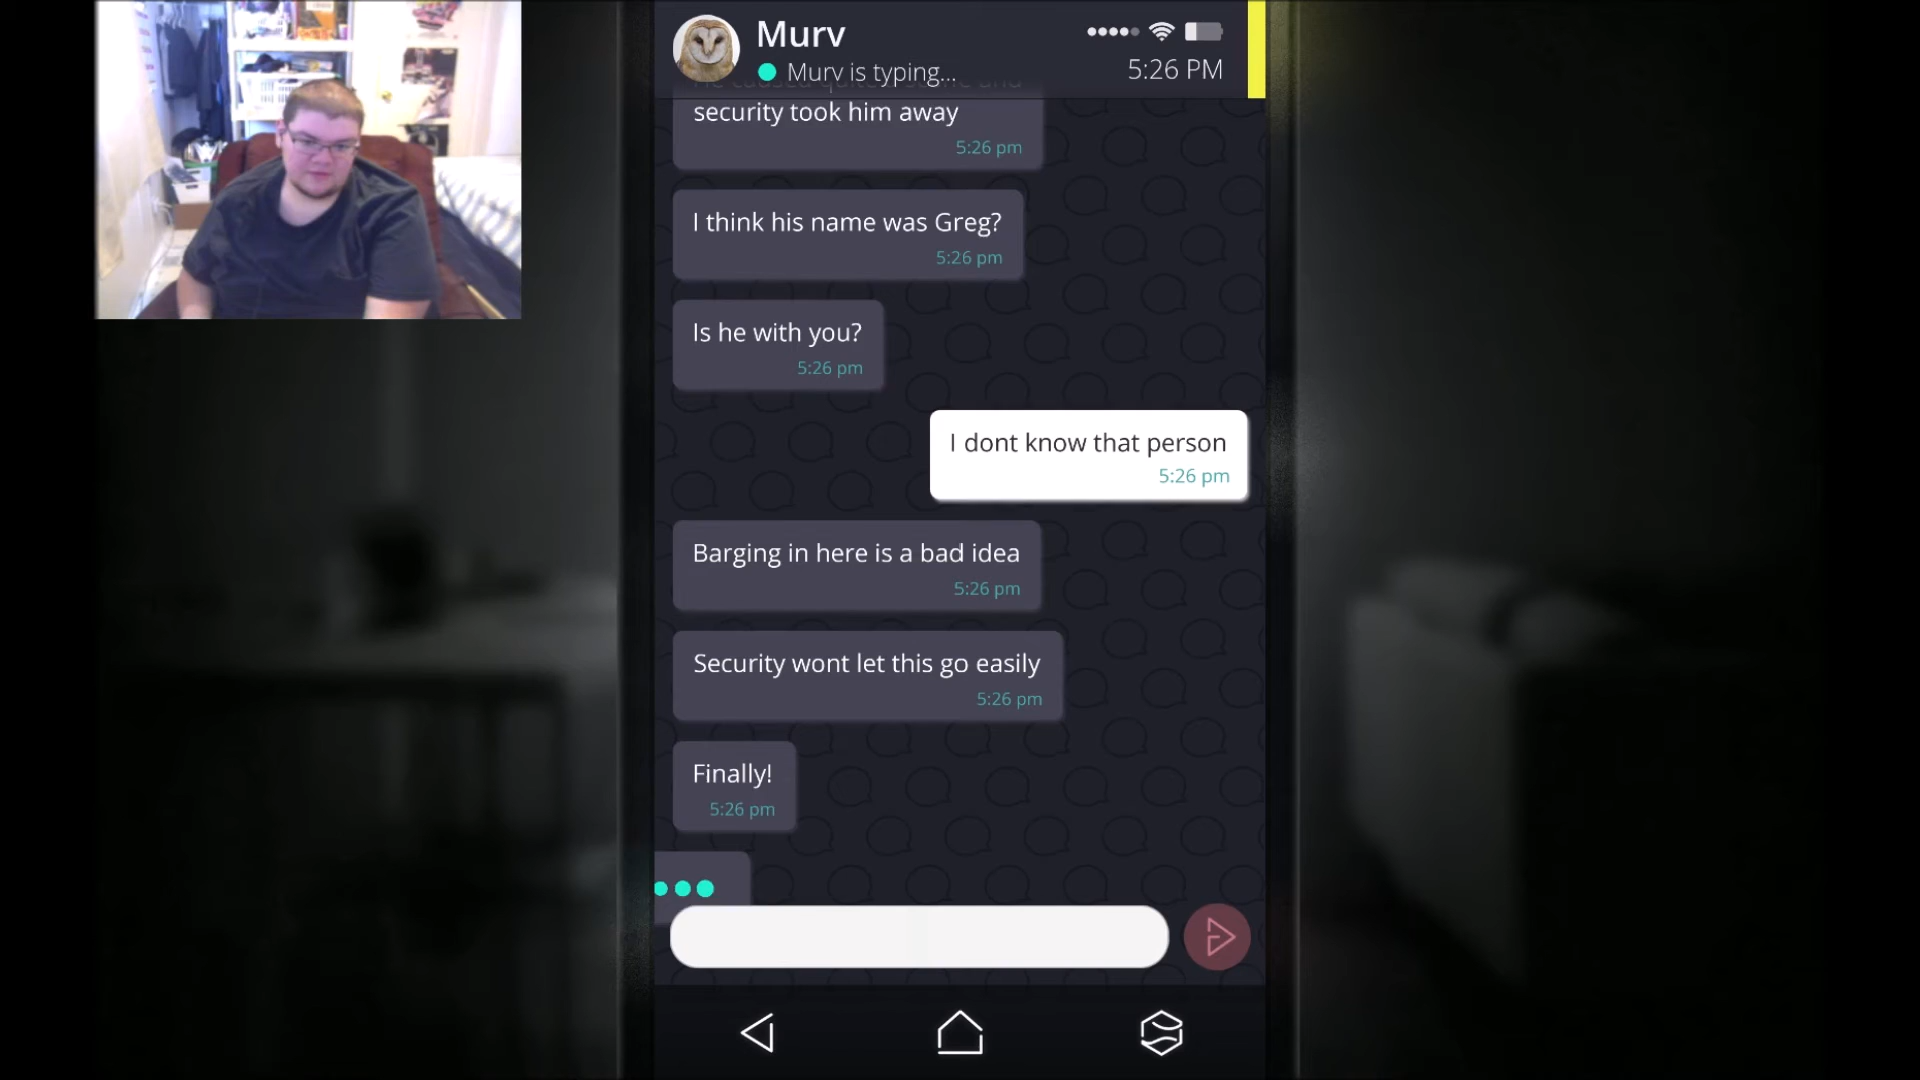 Murv
Murv is typing...
5:26 PM
security took him away
5:26 pm
I think his name was Greg?
5:26 pm
Is he with you?
5:26 pm
I dont know that person
5:26 pm
Barging in here is a bad idea
5:26 pm
Security wont let this go easily
5:26 pm
Finally!
5:26 pm